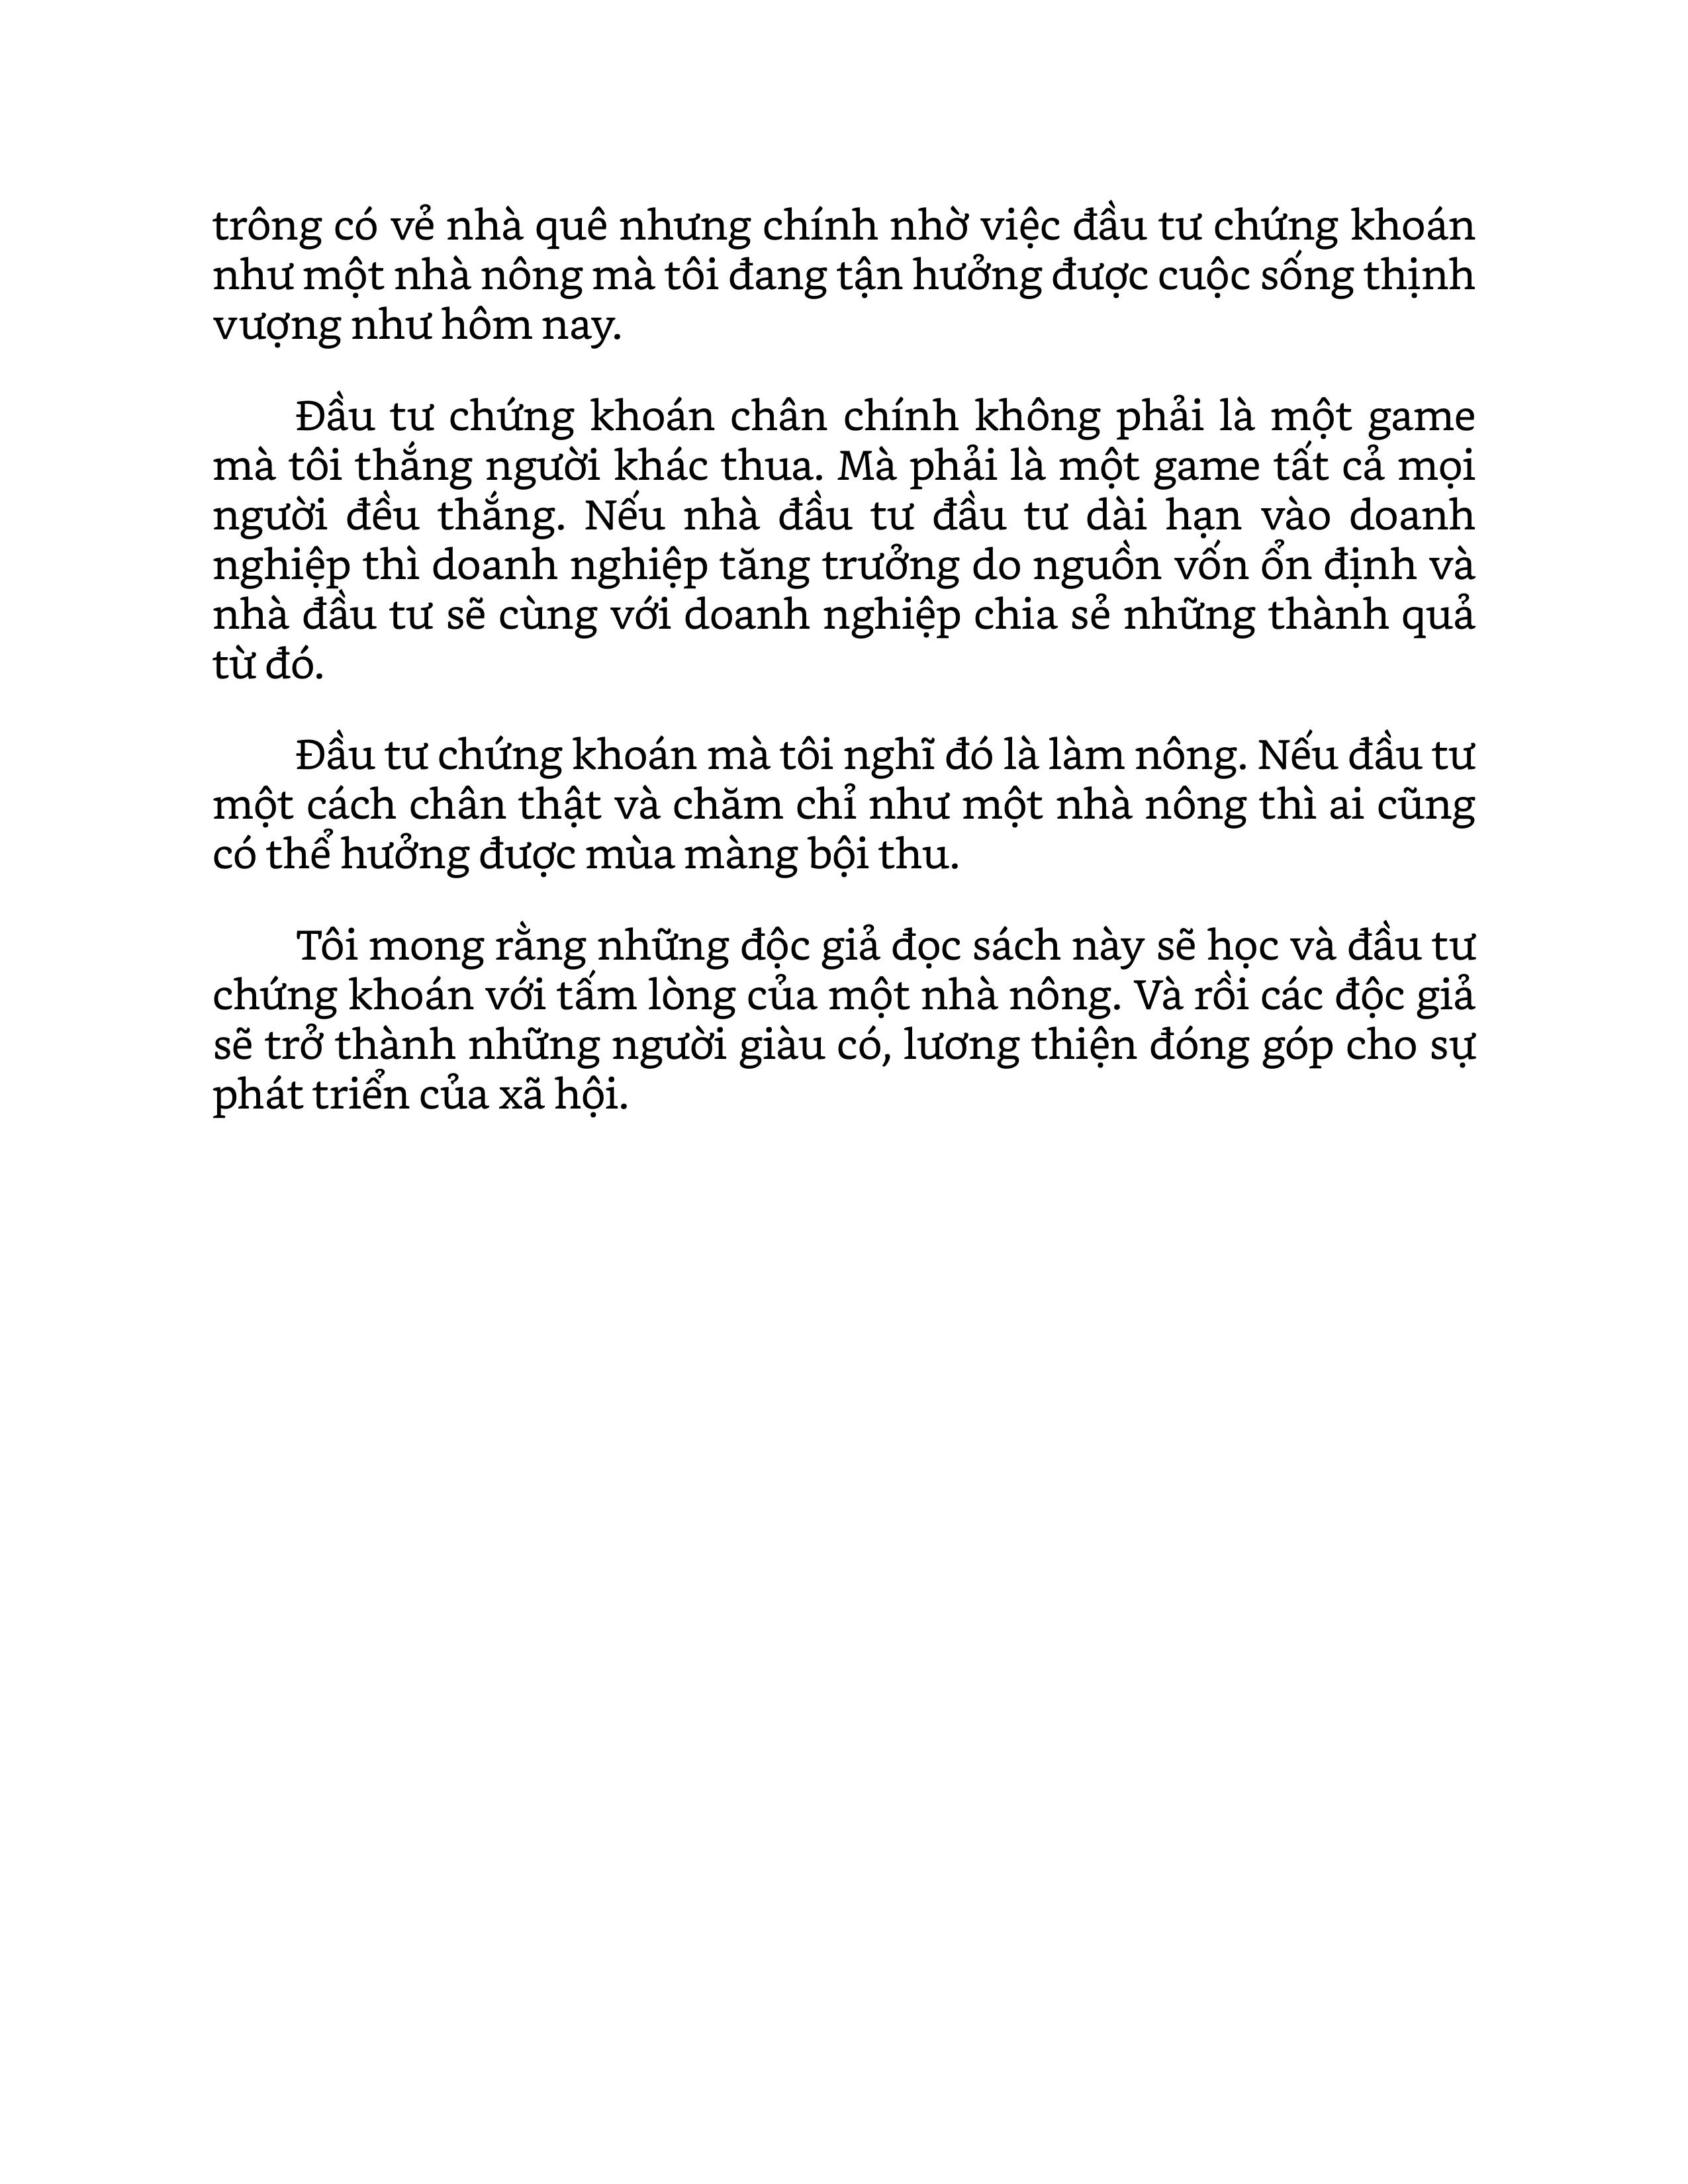 trông có vẻ nhà quê nhưng chính nhờ việc đầu tư chứng khoán
như một nhà nông mà tôi đang tận hưởng được cuộc sống thịnh
vượng như hôm nay.
Đầu tư chứng khoán chân chính không phải là một game
mà tôi thắng người khác thua. Mà phải là một game tất cả mọi
người đều thắng. Nếu nhà đầu tư đầu tư dài hạn vào doanh
nghiệp thì doanh nghiệp tăng trưởng do nguồn vốn ổn định và
nhà đầu tư sẽ cùng với doanh nghiệp chia sẻ những thành quả
từ đó.
Đầu tư chứng khoán mà tôi nghĩ đó là làm nông. Nếu đầu tư
một cách chân thật và chăm chỉ như một nhà nông thì ai cũng
có thể hưởng được mùa màng bội thu.
Tôi mong rằng những độc giả đọc sách này sẽ học và đầu tư
chứng khoán với tấm lòng của một nhà nông. Và rồi các độc giả
sẽ trở thành những người giàu có, lương thiện đóng góp cho sự
phát triển của xã hội.